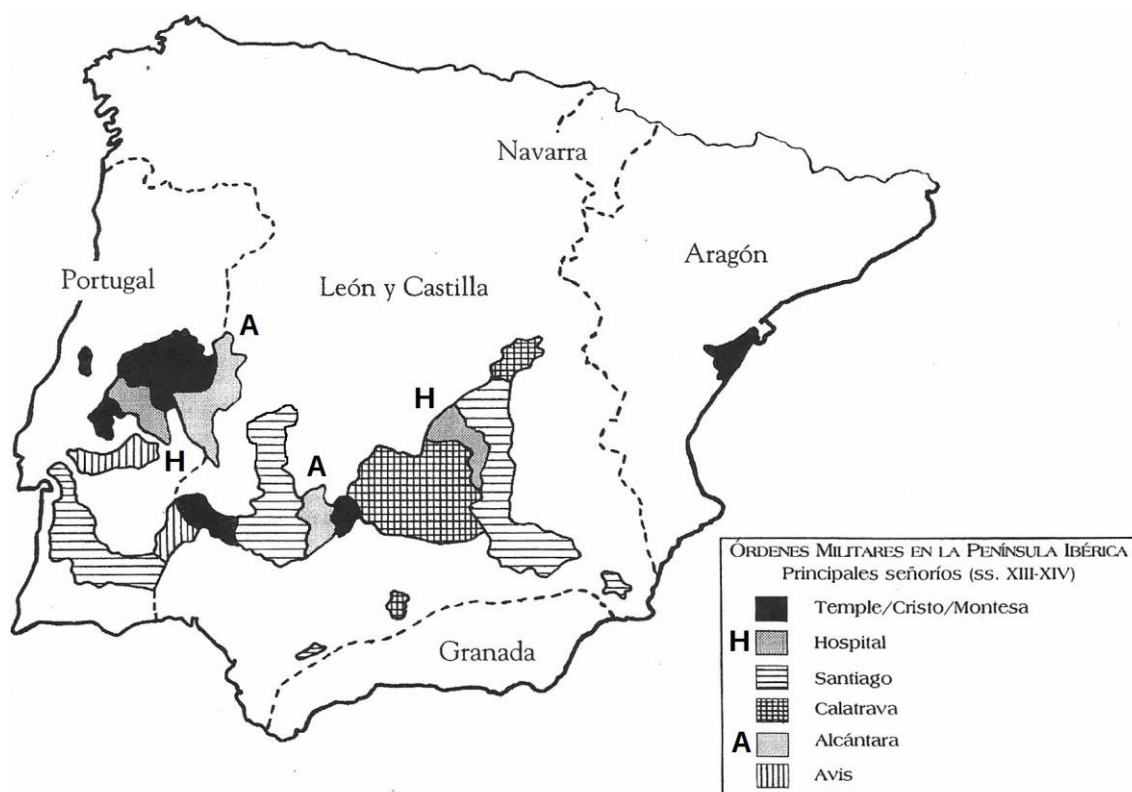 Navarra
Aragón
Portugal
León y Castilla
A
H
H
A
Granada
ÓRDENES MILITARES EN LA PENÍNSULA IBÉRICA
Principales señoríos (ss. XIII-XIV)
Temple/Cristo/Montesa
H Hospital
Santiago
Calatrava
A Alcántara
Avis